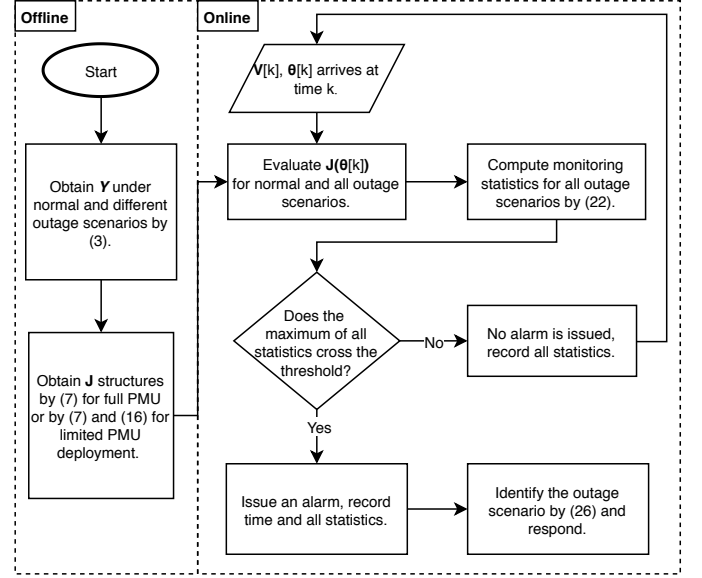 Offline
Start
Obtain Y under
normal and different
outage scenarios by
(3).
Obtain J structures
by (7) for full PMU
or by (7) and (16) for
limited PMU
deployment.
Online
V[k], θ[k] arrives at
time k.
Evaluate J(θ[k])
for normal and all outage
scenarios.
Compute monitoring
statistics for all outage
scenarios by (22).
Does the
maximum of all
statistics cross the
threshold?
No
No alarm is issued,
record all statistics.
Yes
Issue an alarm, record
time and all statistics.
Identify the outage
scenario by (26) and
respond.